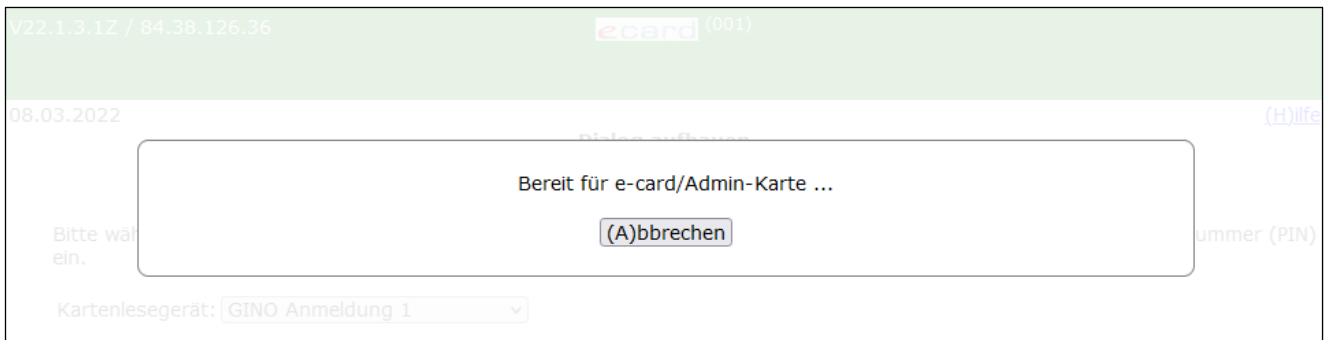 V22.1.3.1Z / 84.38.126.36 ecard (001)
08.03.2022 (H)ilfe
Dialog aufbauen
Bereit für e-card/Admin-Karte ...
(A)bbrechen
Bitte ummer (PIN)
ein.
Kartenlesegerät: GINO Anmeldung 1